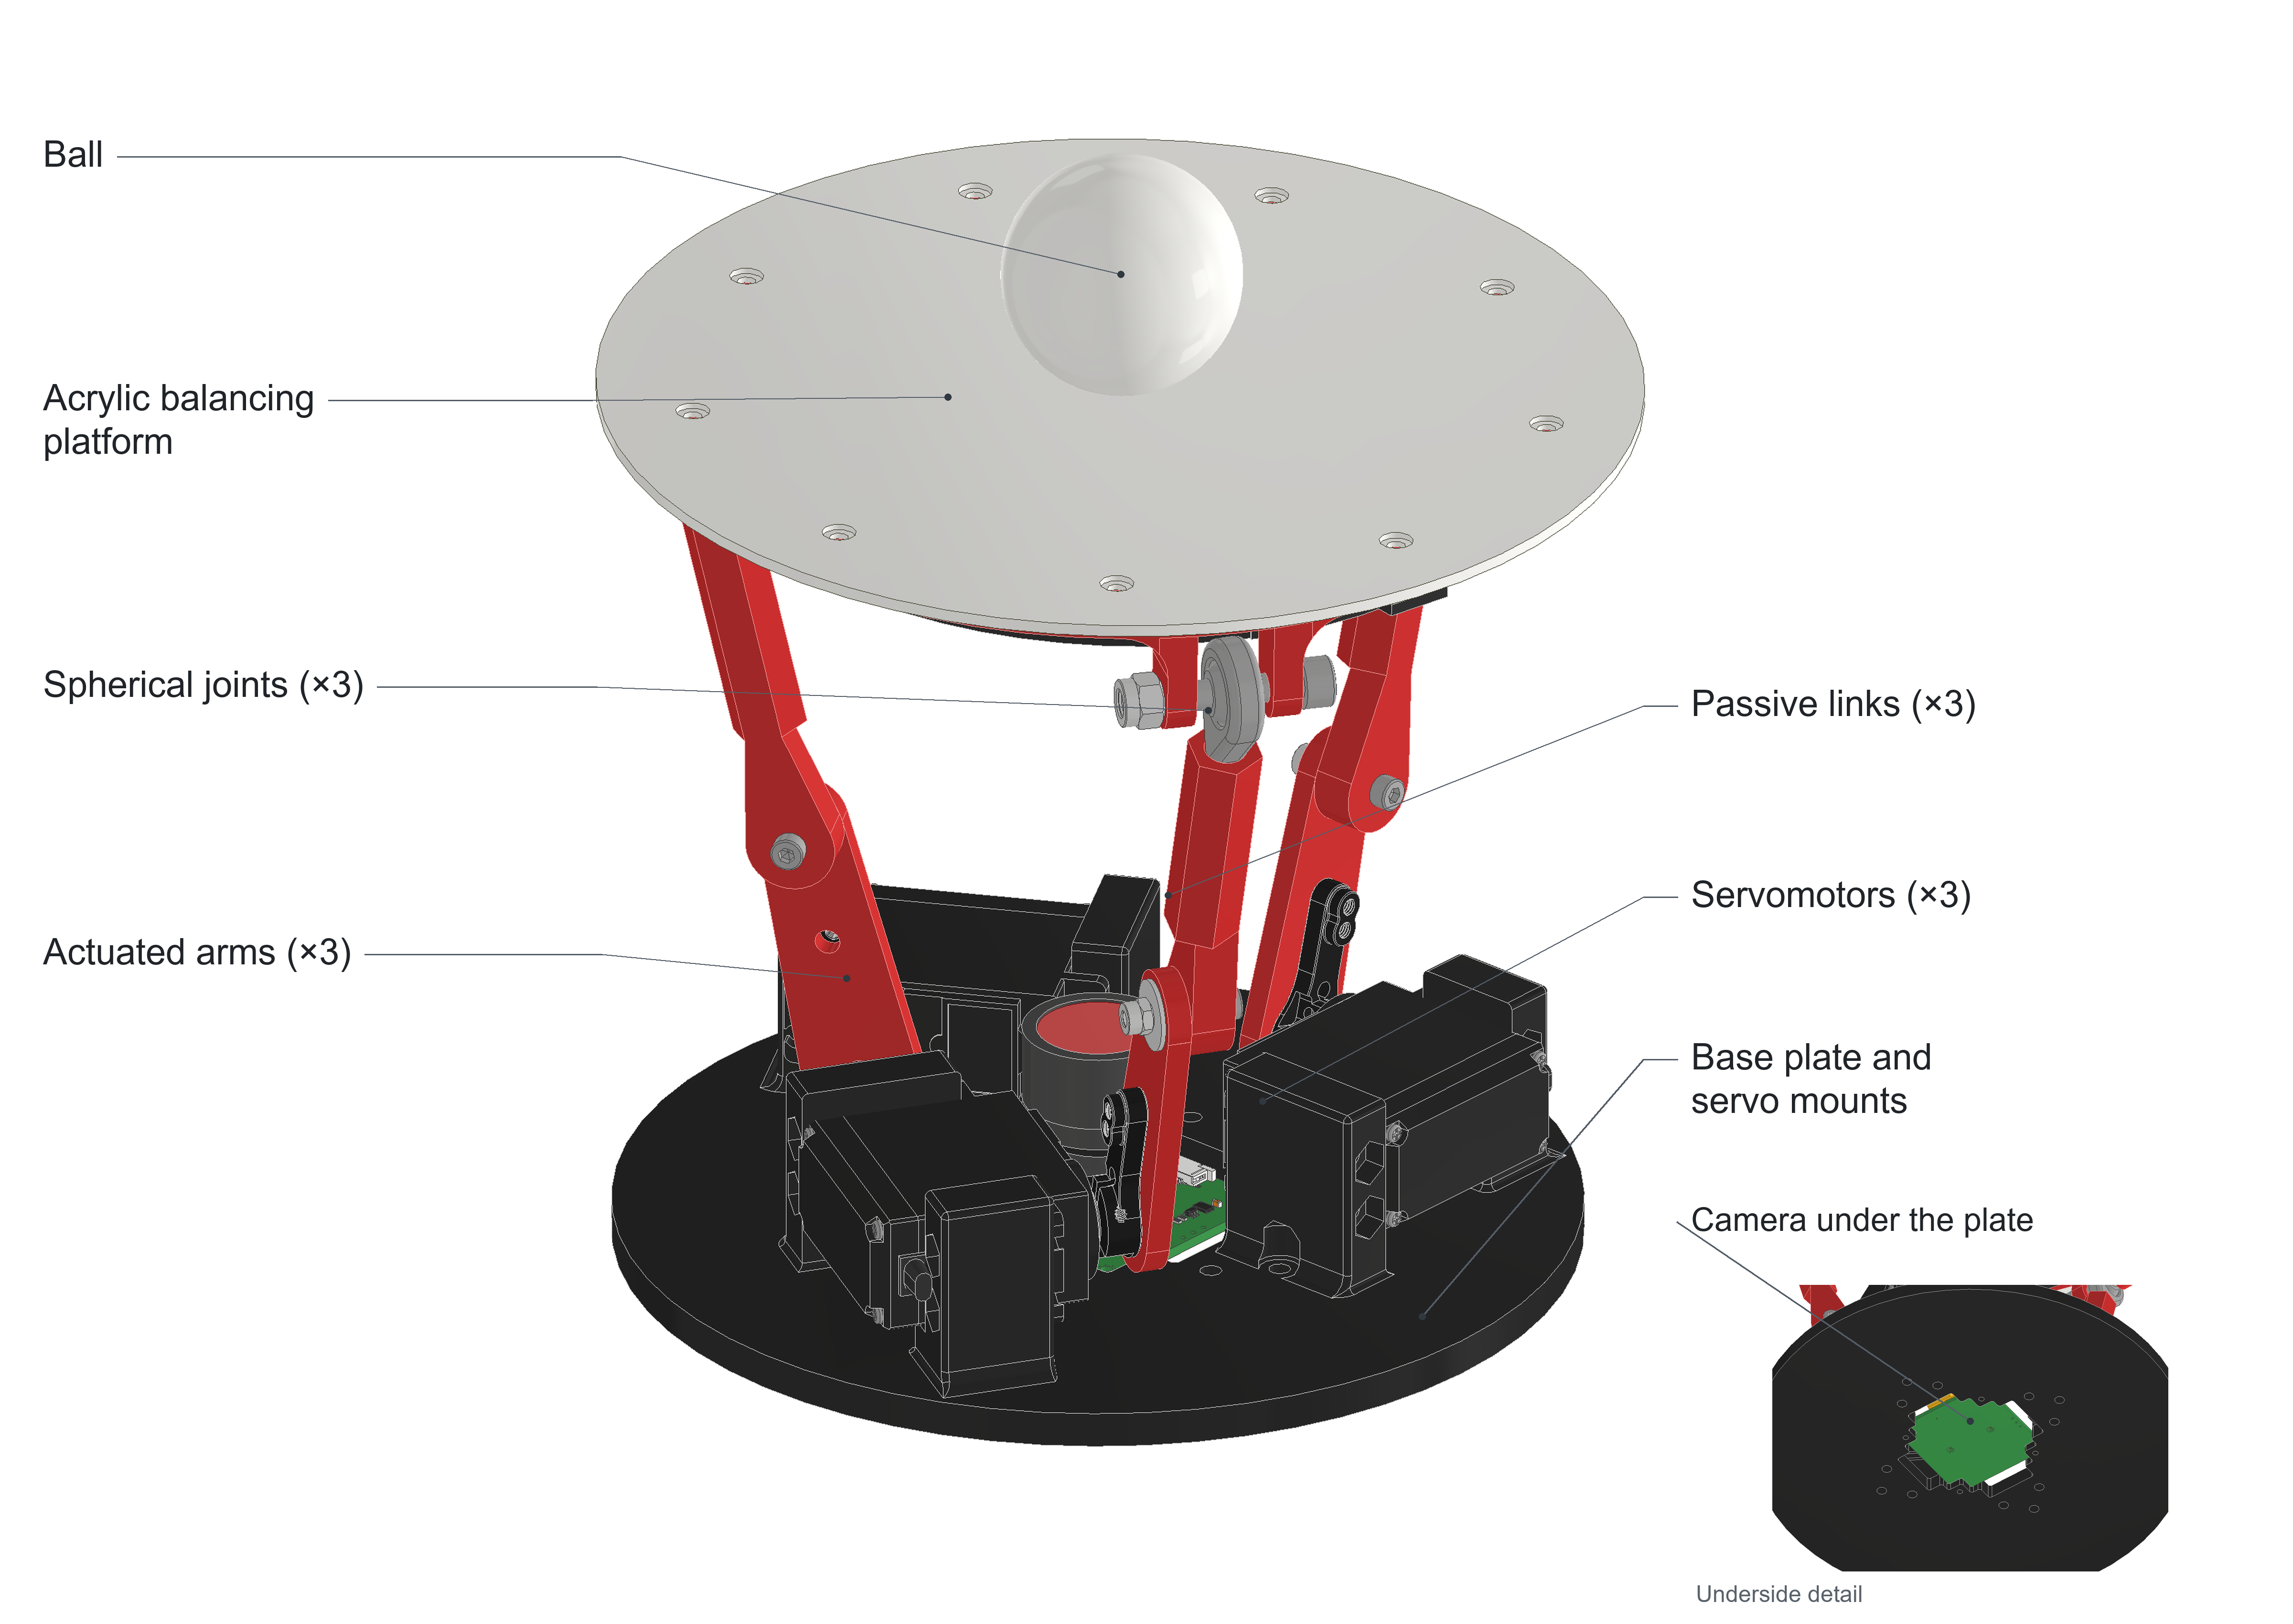 Ball
Acrylic balancing
platform
Spherical joints (×3)
Actuated arms (×3)
Passive links (×3)
Servomotors (×3)
Base plate and
servo mounts
Camera under the plate
Underside detail